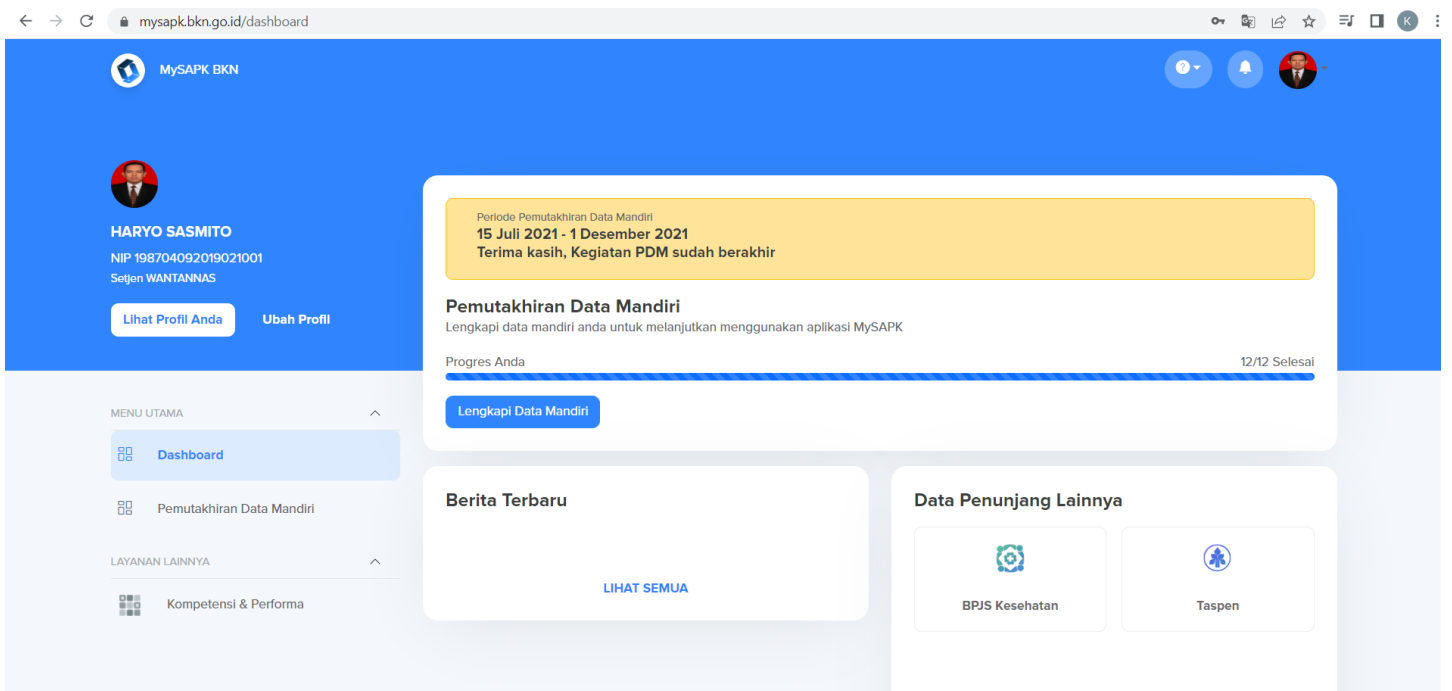 mysapk.bkn.go.id/dashboard
K
MySAPK BKN
HARYO SASMITO
NIP 198704092019021001
Setjen WANTANNAS
Lihat Profil Anda
Ubah Profil
Periode Pemutakhiran Data Mandiri
15 Juli 2021 - 1 Desember 2021
Terima kasih, Kegiatan PDM sudah berakhir
Pemutakhiran Data Mandiri
Lengkapi data mandiri anda untuk melanjutkan menggunakan aplikasi MySAPK
Progres Anda
12/12 Selesai
Lengkapi Data Mandiri
MENU UTAMA
Dashboard
Pemutakhiran Data Mandiri
LAYANAN LAINNYA
Kompetensi & Performa
Berita Terbaru
LIHAT SEMUA
Data Penunjang Lainnya
BPJS Kesehatan
Taspen